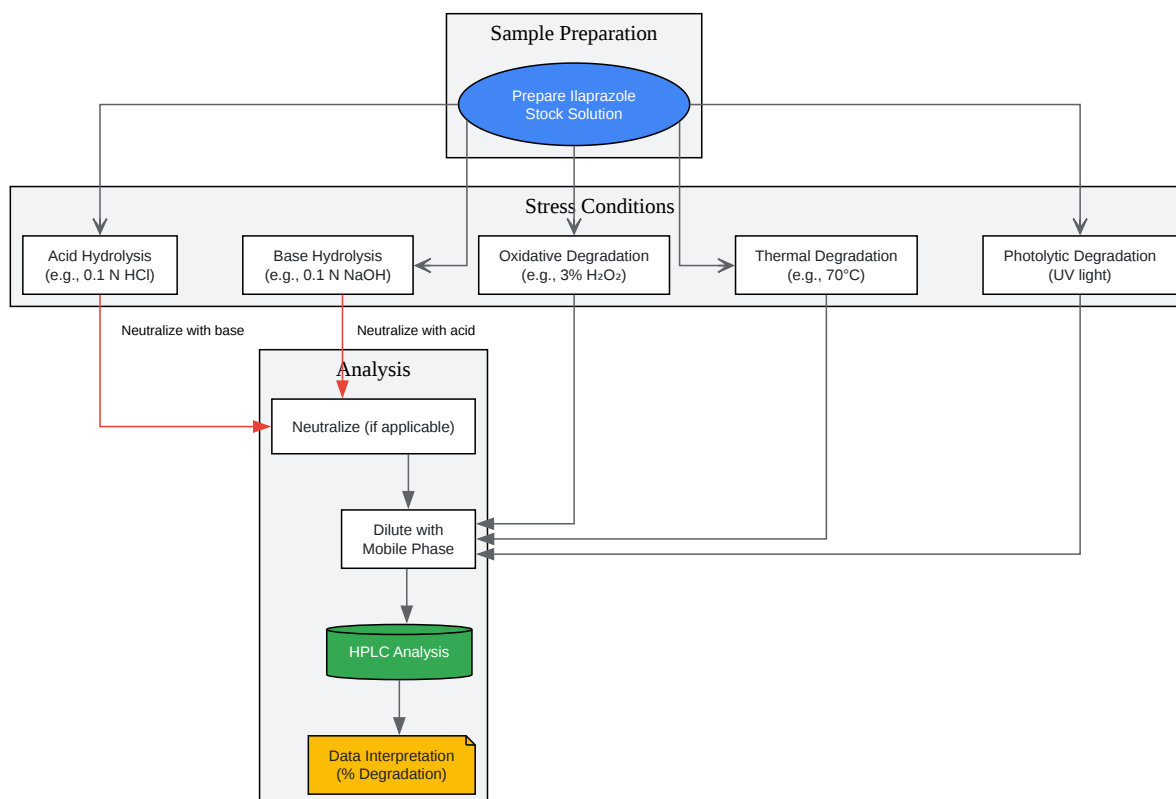 Sample Preparation
Prepare Ilaprazole
Stock Solution
Stress Conditions
Acid Hydrolysis
(e.g., 0.1 N HCl)
Base Hydrolysis
(e.g., 0.1 N NaOH)
Oxidative Degradation
(e.g., 3% H₂O₂)
Thermal Degradation
(e.g., 70°C)
Photolytic Degradation
(UV light)
Neutralize with base
Neutralize with acid
Analysis
Neutralize (if applicable)
Dilute with
Mobile Phase
HPLC Analysis
Data Interpretation
(% Degradation)